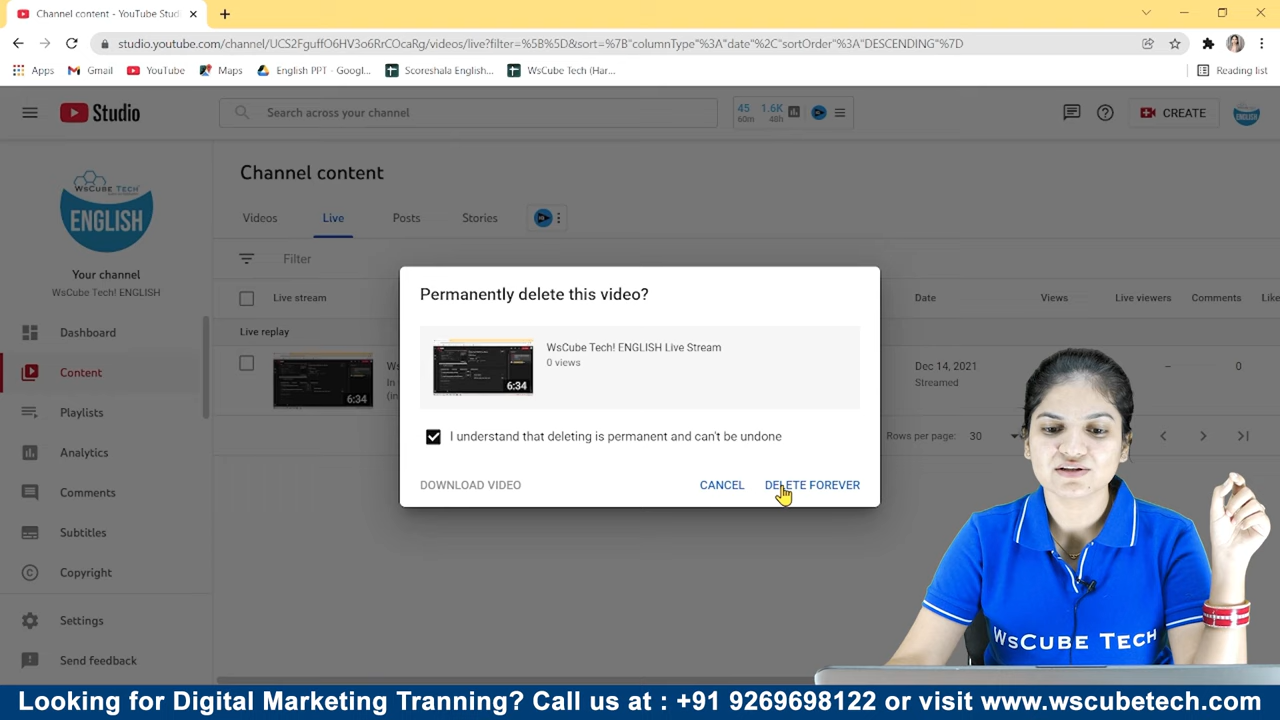 Channel content - YouTube Stud
studio.youtube.com/channel/UCS2FguffO6HV3o6RrCOcaRg/videos/live?filter=%5B%5D&sort=%7B"columnType"%3A"date"%2C"sortOrder"%3A"DESCENDING"%7D
Apps Gmail YouTube Maps English PPT - Googl... Scoreshala English... WsCube Tech (Har... Reading list
Studio Search across your channel 45 60m 1.6K 48h CREATE ENGLISH
WsCube Tech
ENGLISH
Your channel
WsCube Tech! ENGLISH
Dashboard
Content
Playlists
Analytics
Comments
Subtitles
Copyright
Settings
Send feedback
Channel content
Videos Live Posts Stories
Filter
Live stream Date Views Live viewers Comments Like
Live replay
6:34 Ws Dec 14, 2021 – 0
In Streamed
(in
Rows per page: 30
Permanently delete this video?
WsCube Tech! ENGLISH Live Stream
0 views
6:34
I understand that deleting is permanent and can't be undone
DOWNLOAD VIDEO CANCEL DELETE FOREVER
WsCube Tech
Looking for Digital Marketing Tranning? Call us at : +91 9269698122 or visit www.wscubetech.com